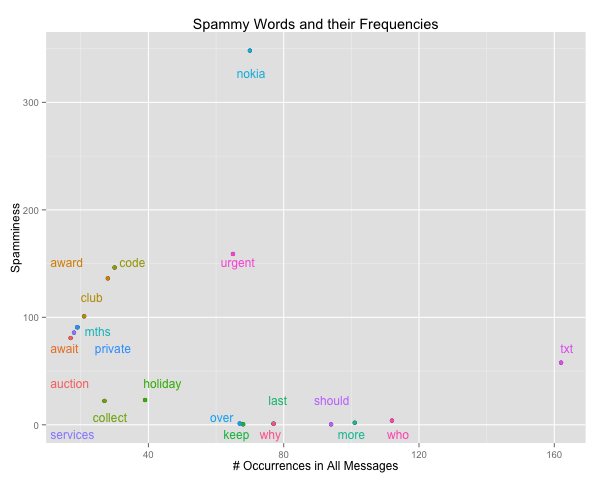 Spammy Words and their Frequencies
nokia
300
award
code
urgent
200
club
100
mths
await
private
txt
auction
holiday
last
should
collect
over
0
services
keep
why
more
who
40
80
120
160
# Occurrences in All Messages
Spamminess